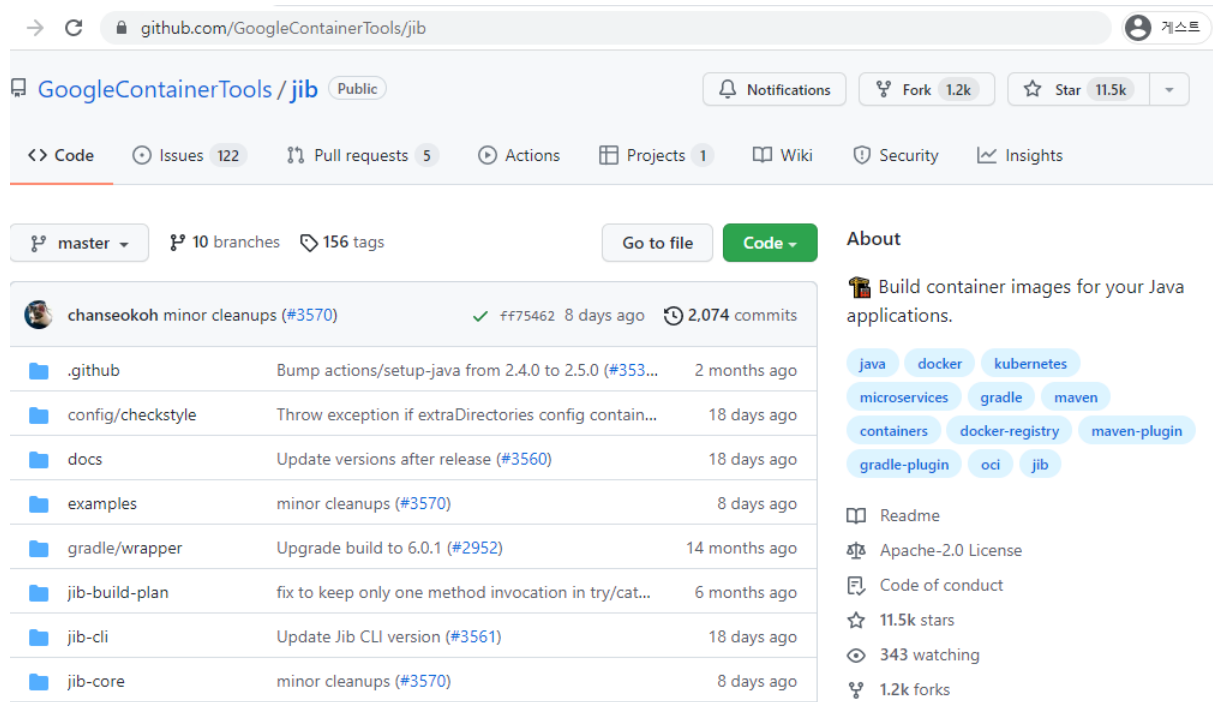 github.com/GoogleContainerTools/jib 게스트
GoogleContainerTools / jib Public Notifications Fork 1.2k Star 11.5k
<> Code Issues 122 Pull requests 5 Actions Projects 1 Wiki Security Insights
master 10 branches 156 tags Go to file Code
chanseokoh minor cleanups (#3570) ff75462 8 days ago 2,074 commits
.github Bump actions/setup-java from 2.4.0 to 2.5.0 (#353... 2 months ago
config/checkstyle Throw exception if extraDirectories config contain... 18 days ago
docs Update versions after release (#3560) 18 days ago
examples minor cleanups (#3570) 8 days ago
gradle/wrapper Upgrade build to 6.0.1 (#2952) 14 months ago
jib-build-plan fix to keep only one method invocation in try/cat... 6 months ago
jib-cli Update Jib CLI version (#3561) 18 days ago
jib-core minor cleanups (#3570) 8 days ago
About
Build container images for your Java
applications.
java docker kubernetes
microservices gradle maven
containers docker-registry maven-plugin
gradle-plugin oci jib
Readme
Apache-2.0 License
Code of conduct
11.5k stars
343 watching
1.2k forks